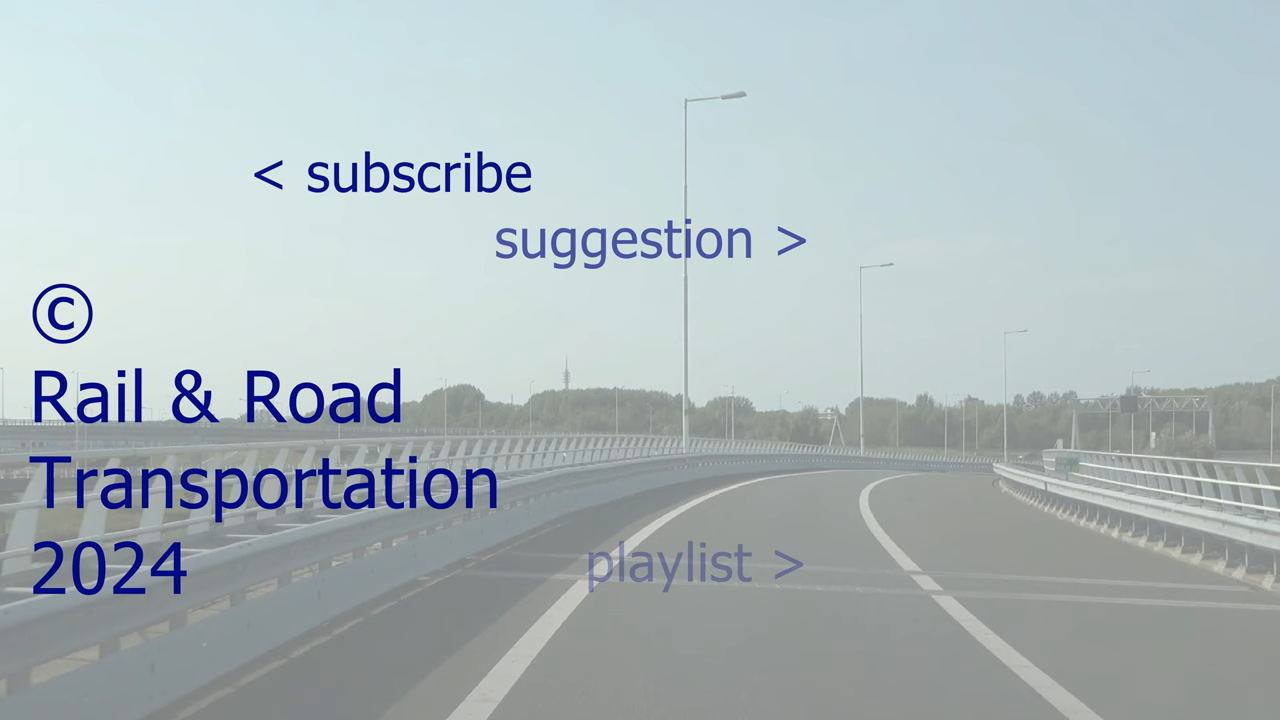 < subscribe
suggestion >
©
Rail & Road
Transportation
2024
playlist >